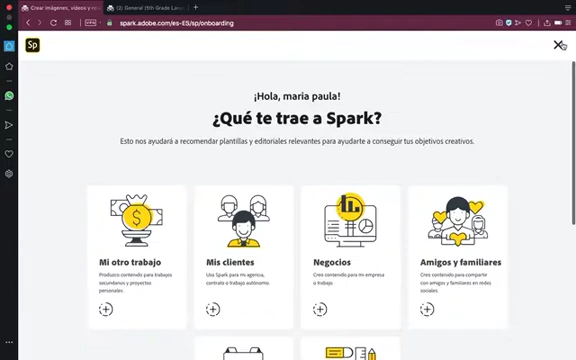 Crear imágenes, vídeos y
(2) General (5th Grade
VPN
spark.adobe.com/es-ES/sp/onboarding
Sp
¡Hola, maria paula!
¿Qué te trae a Spark?
Esto nos ayudará a recomendar plantillas y editoriales relevantes para ayudarte a conseguir tus objetivos creativos.
Mi otro trabajo
Produzco contenido para trabajos
secundarios y proyectos
personales.
Mis clientes
Uso Spark para mi agencia,
contrato o trabajo autónomo.
Negocios
Creo contenido para mi empresa
o trabajo.
Amigos y familiares
Creo contenido para compartir
con amigos y familiares en redes
sociales.